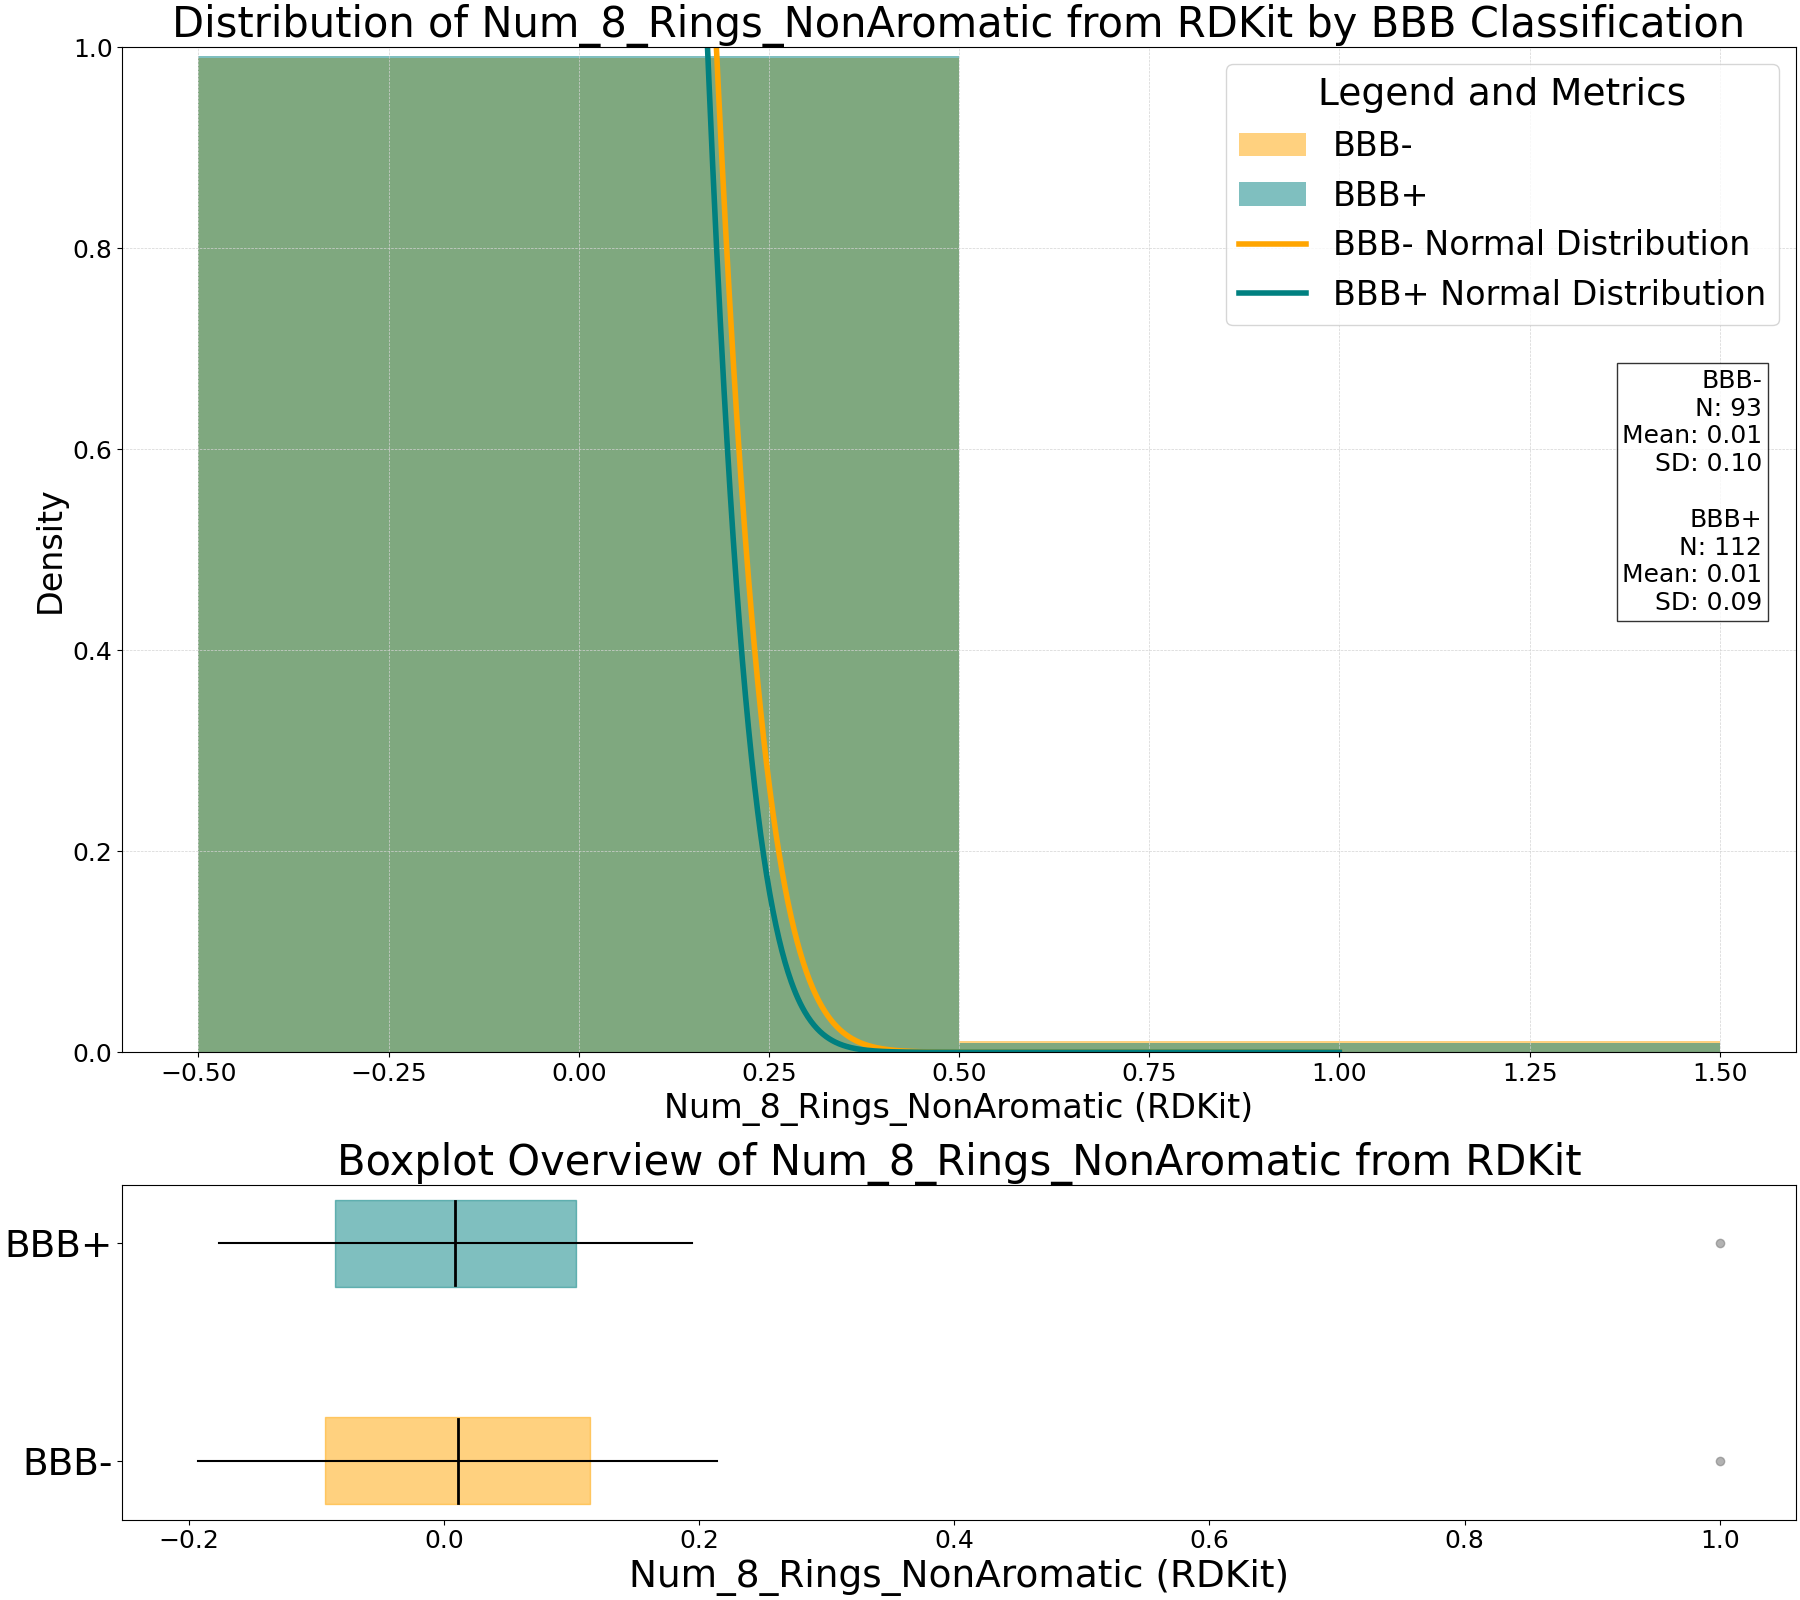 Distribution of Num_8_Rings_NonAromatic from RDKit by BBB Classification
Legend and Metrics
BBB-
BBB+
BBB- Normal Distribution
BBB+ Normal Distribution
BBB-
N: 93
Mean: 0.01
SD: 0.10
BBB+
N: 112
Mean: 0.01
SD: 0.09
Density
1.0
0.8
0.6
0.4
0.2
0.0
−0.50 −0.25 0.00 0.25 0.50 0.75 1.00 1.25 1.50
Num_8_Rings_NonAromatic (RDKit)
Boxplot Overview of Num_8_Rings_NonAromatic from RDKit
BBB+
BBB-
−0.2 0.0 0.2 0.4 0.6 0.8 1.0
Num_8_Rings_NonAromatic (RDKit)